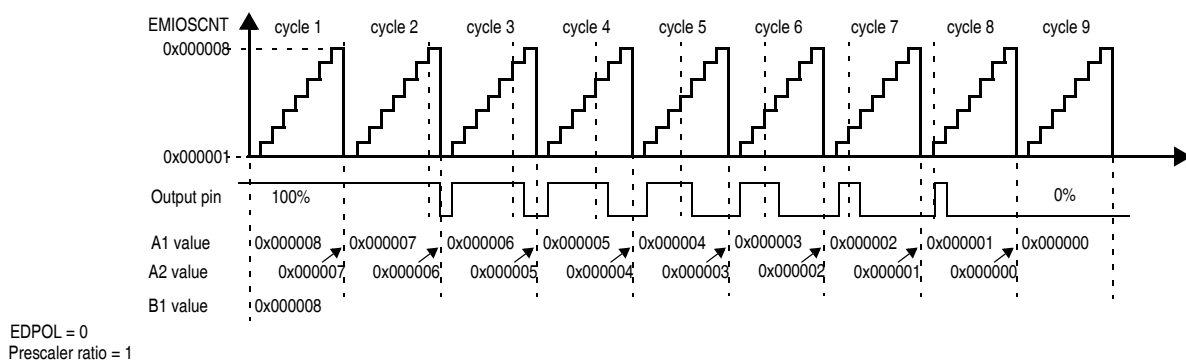 EMIOSCNT cycle 1 cycle 2 cycle 3 cycle 4 cycle 5 cycle 6 cycle 7 cycle 8 cycle 9
0x000008
0x000001
Output pin 100% 0%
A1 value 0x000008 0x000007 0x000006 0x000005 0x000004 0x000003 0x000002 0x000001 0x000000
A2 value 0x000007 0x000006 0x000005 0x000004 0x000003 0x000002 0x000001 0x000000
B1 value 0x000008
EDPOL = 0
Prescaler ratio = 1